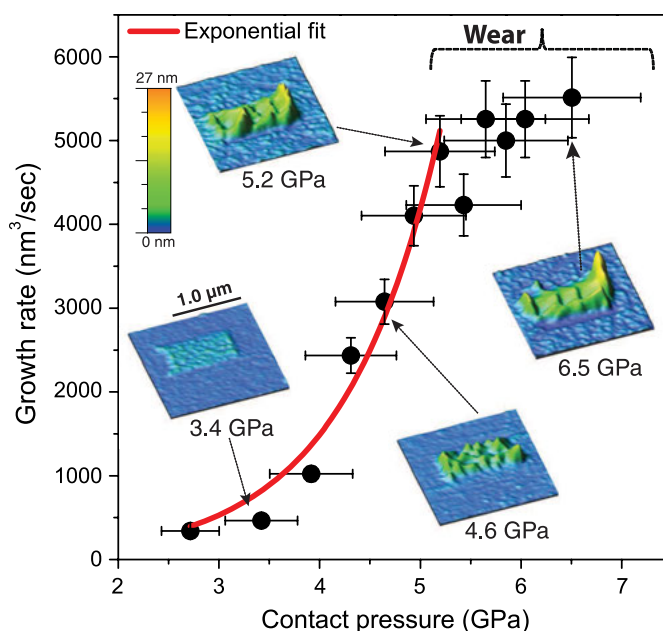 Exponential fit
Wear
27 nm
0 nm
5.2 GPa
1.0 µm
3.4 GPa
4.6 GPa
6.5 GPa
Growth rate (nm³/sec)
6000
5000
4000
3000
2000
1000
0
2 3 4 5 6 7
Contact pressure (GPa)